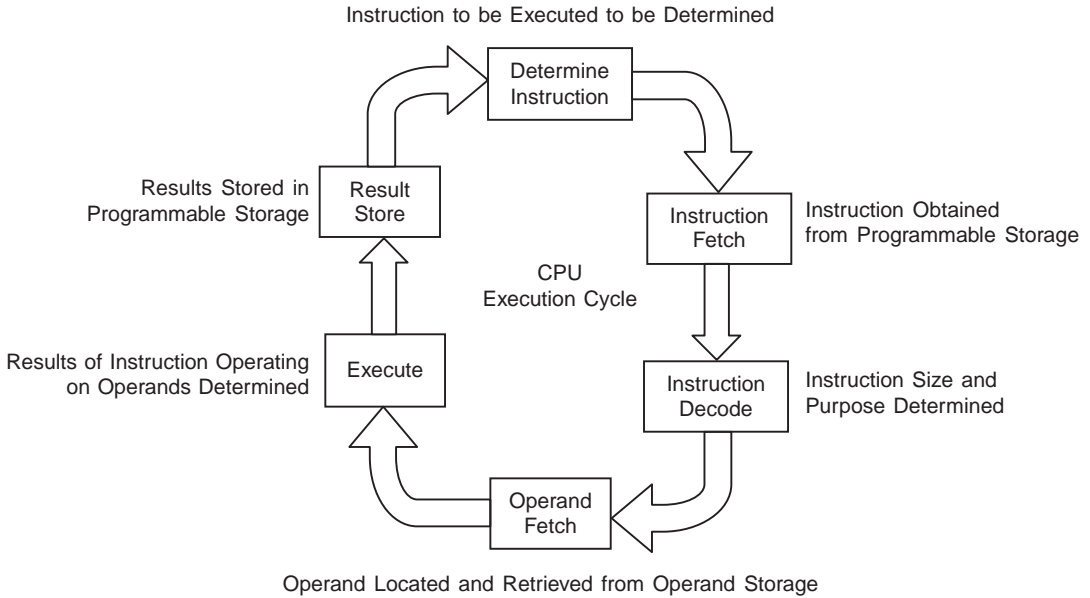 Instruction to be Executed to be Determined
Determine
Instruction
Results Stored in
Programmable Storage
Result
Store
Instruction
Fetch
Instruction Obtained
from Programmable Storage
CPU
Execution Cycle
Results of Instruction Operating
on Operands Determined
Execute
Instruction
Decode
Instruction Size and
Purpose Determined
Operand
Fetch
Operand Located and Retrieved from Operand Storage